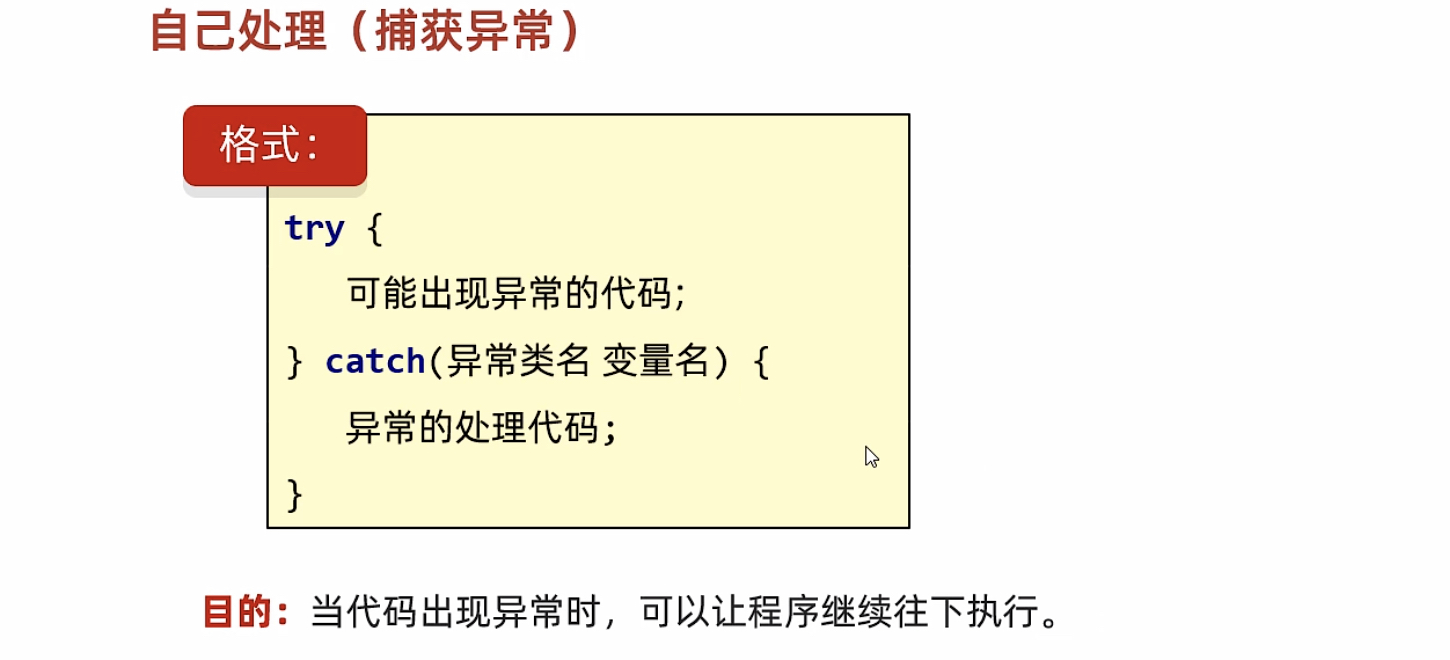 自己处理（捕获异常）
格式：
try {
可能出现异常的代码;
} catch(异常类名 变量名) {
异常的处理代码;
}
目的：当代码出现异常时，可以让程序继续往下执行。